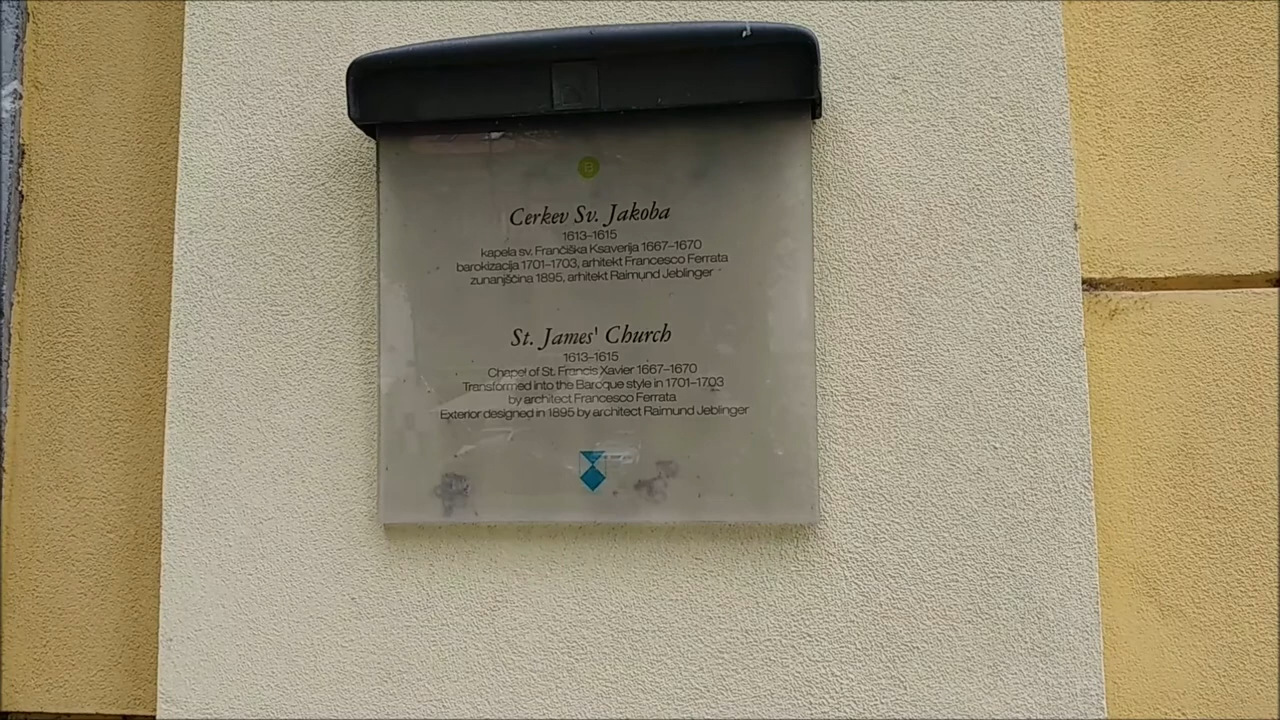 B
Cerkev Sv. Jakoba
1613–1615
kapela sv. Frančiška Ksaverija 1667–1670
barokizacija 1701–1703, arhitekt Francesco Ferrata
zunanjščina 1895, arhitekt Raimund Jeblinger
St. James' Church
1613–1615
Chapel of St. Francis Xavier 1667–1670
Transformed into the Baroque style in 1701–1703
by architect Francesco Ferrata
Exterior designed in 1895 by architect Raimund Jeblinger